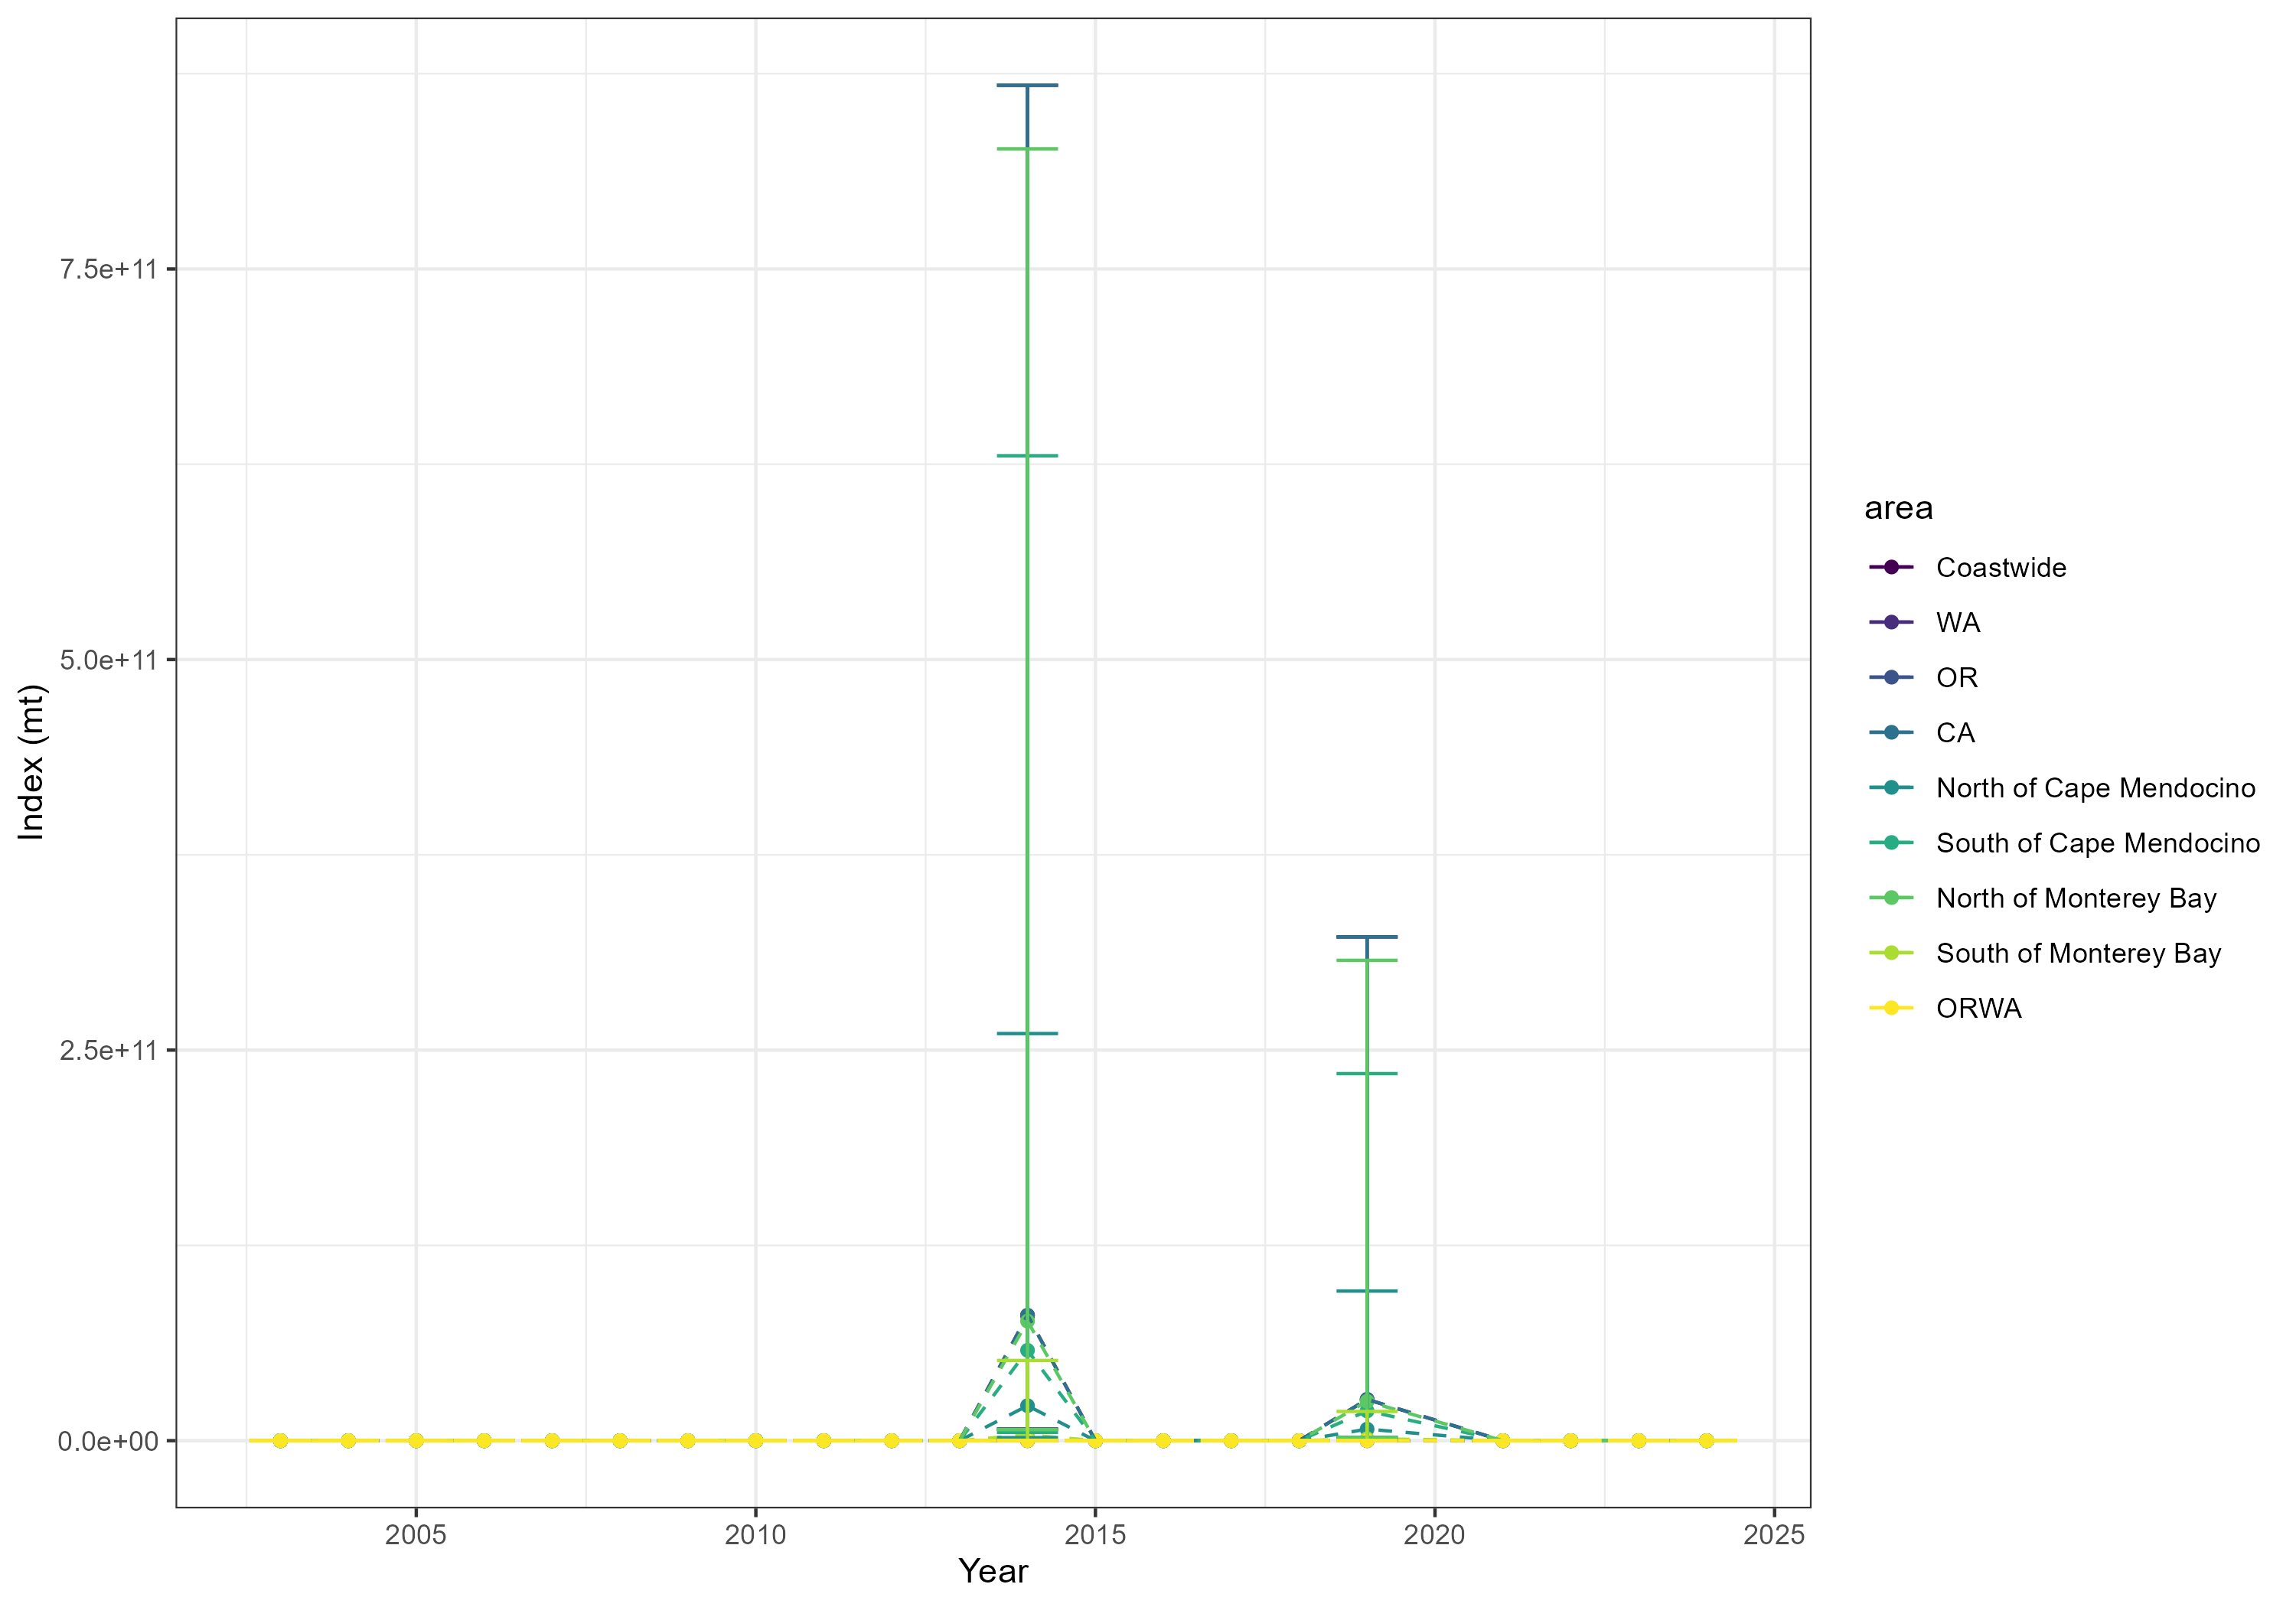 7.5e+11
5.0e+11
2.5e+11
0.0e+00
Index (mt)
2005
2010
2015
2020
2025
Year
area
Coastwide
WA
OR
CA
North of Cape Mendocino
South of Cape Mendocino
North of Monterey Bay
South of Monterey Bay
ORWA